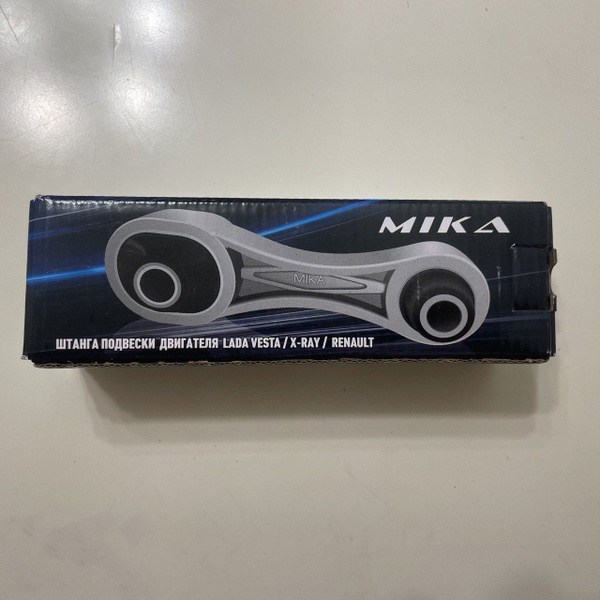 MIKA
MIKA
ШТАНГА ПОДВЕСКИ ДВИГАТЕЛЯ LADA VESTA / X-RAY / RENAULT